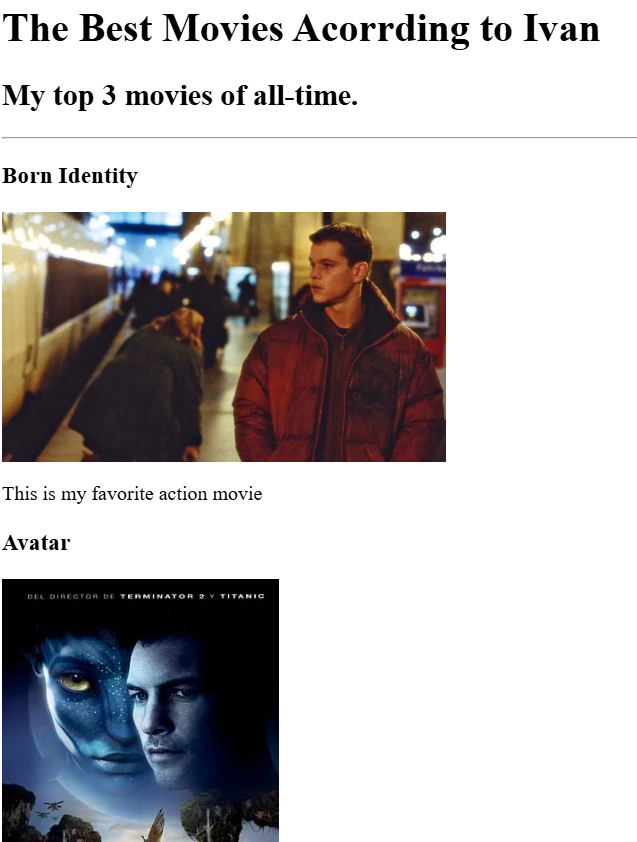 The Best Movies Acorrding to Ivan
My top 3 movies of all-time.
Born Identity
This is my favorite action movie
Avatar
DEL DIRECTOR DE TERMINATOR 2 Y TITANIC